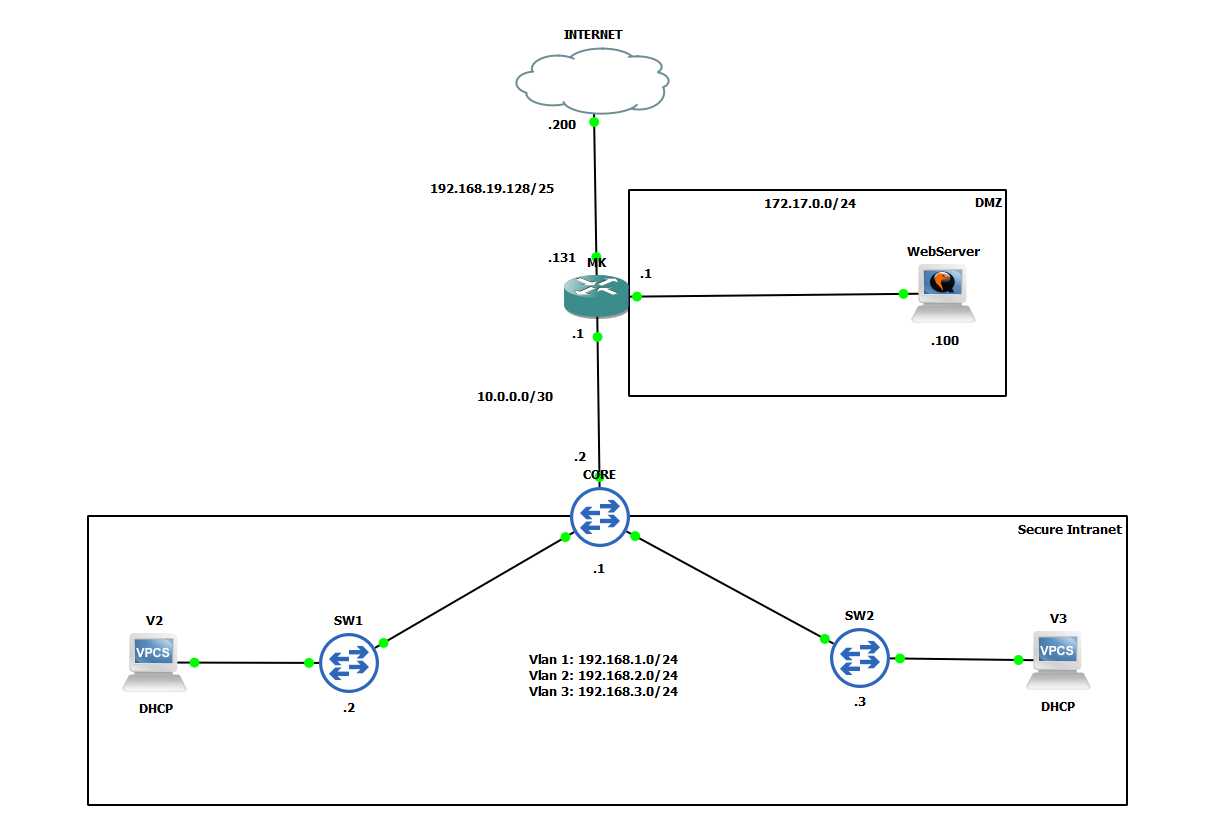 INTERNET
.200
192.168.19.128/25
172.17.0.0/24
DMZ
WebServer
.131
MK
.1
.1
.100
10.0.0.0/30
.2
CORE
Secure Intranet
.1
V2
SW1
SW2
V3
VPCS
VPCS
Vlan 1: 192.168.1.0/24
Vlan 2: 192.168.2.0/24
Vlan 3: 192.168.3.0/24
DHCP
.2
.3
DHCP